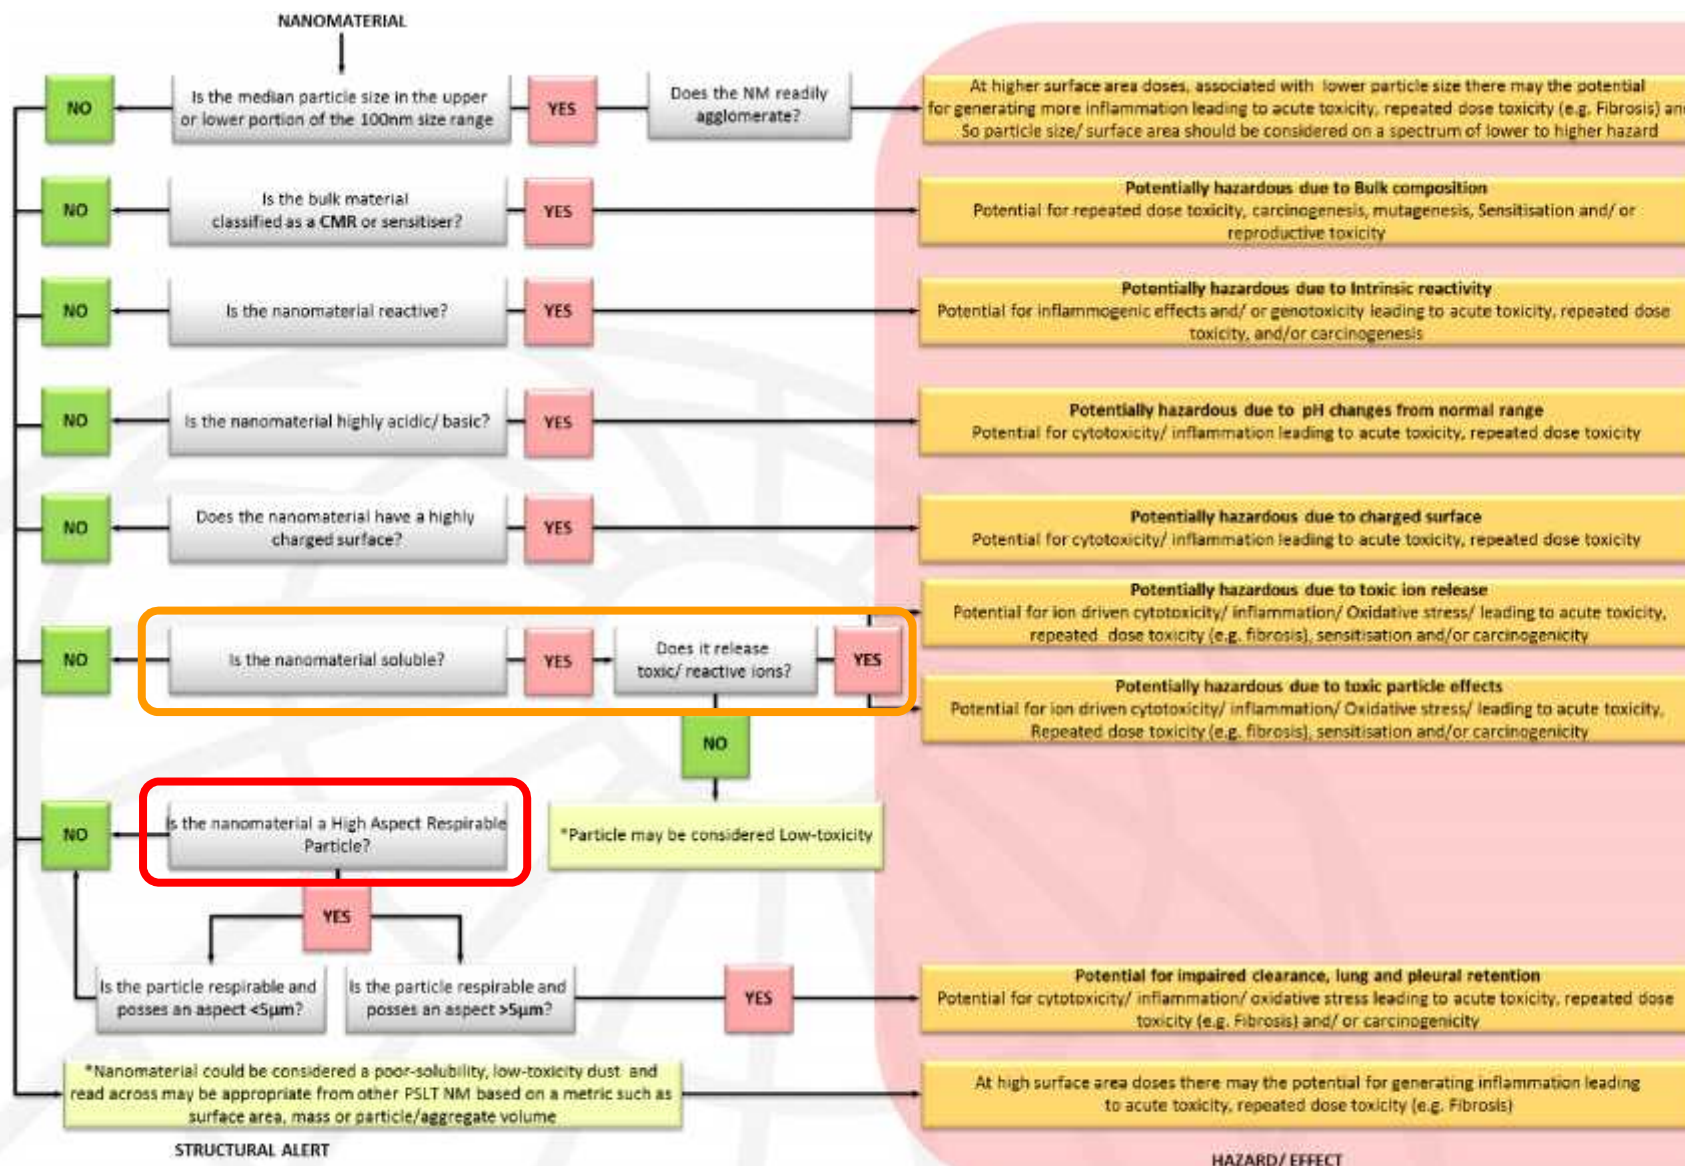 NANOMATERIAL
NO
Is the median particle size in the upper
or lower portion of the 100nm size range
YES
Does the NM readily
agglomerate?
At higher surface area doses, associated with lower particle size there may the potential
for generating more inflammation leading to acute toxicity, repeated dose toxicity (e.g. Fibrosis) an
So particle size/ surface area should be considered on a spectrum of lower to higher hazard
NO
Is the bulk material
classified as a CMR or sensitiser?
YES
Potentially hazardous due to Bulk composition
Potential for repeated dose toxicity, carcinogenesis, mutagenesis, Sensitisation and/ or
reproductive toxicity
NO
Is the nanomaterial reactive?
YES
Potentially hazardous due to Intrinsic reactivity
Potential for inflammogenic effects and/ or genotoxicity leading to acute toxicity, repeated dose
toxicity, and/or carcinogenesis
NO
Is the nanomaterial highly acidic/ basic?
YES
Potentially hazardous due to pH changes from normal range
Potential for cytotoxicity/ inflammation leading to acute toxicity, repeated dose toxicity
NO
Does the nanomaterial have a highly
charged surface?
YES
Potentially hazardous due to charged surface
Potential for cytotoxicity/ inflammation leading to acute toxicity, repeated dose toxicity
NO
Is the nanomaterial soluble?
YES
Does it release
toxic/ reactive ions?
YES
Potentially hazardous due to toxic ion release
Potential for ion driven cytotoxicity/ inflammation/ Oxidative stress/ leading to acute toxicity,
repeated dose toxicity (e.g. fibrosis), sensitisation and/or carcinogenicity
Potentially hazardous due to toxic particle effects
Potential for ion driven cytotoxicity/ inflammation/ Oxidative stress/ leading to acute toxicity,
Repeated dose toxicity (e.g. fibrosis), sensitisation and/or carcinogenicity
NO
*Particle may be considered Low-toxicity
NO
Is the nanomaterial a High Aspect Respirable
Particle?
YES
Is the particle respirable and
posses an aspect <5µm?
Is the particle respirable and
posses an aspect >5µm?
YES
Potential for impaired clearance, lung and pleural retention
Potential for cytotoxicity/ inflammation/ oxidative stress leading to acute toxicity, repeated dose
toxicity (e.g. Fibrosis) and/ or carcinogenicity
*Nanomaterial could be considered a poor-solubility, low-toxicity dust and
read across may be appropriate from other PSLT NM based on a metric such as
surface area, mass or particle/aggregate volume
At high surface area doses there may the potential for generating inflammation leading
to acute toxicity, repeated dose toxicity (e.g. Fibrosis)
STRUCTURAL ALERT
HAZARD/ EFFECT